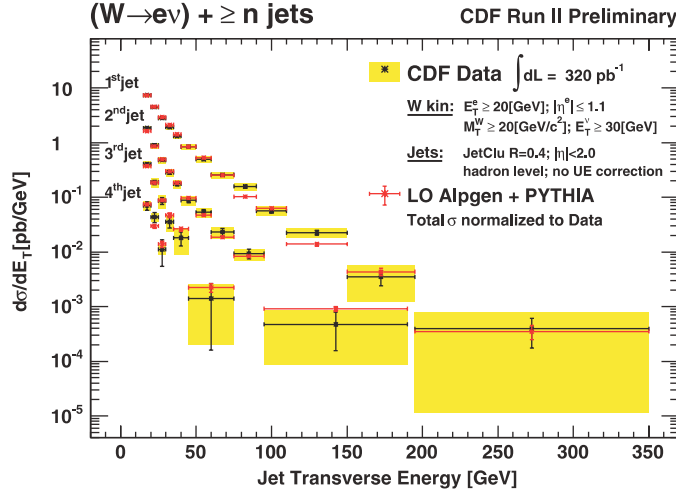 (W→eν) + ≥ n jets
CDF Run II Preliminary
CDF Data ∫dL = 320 pb⁻¹
W kin: E_T^e ≥ 20[GeV]; |η^e| ≤ 1.1
M_T^W ≥ 20[GeV/c²]; E_T^ν ≥ 30[GeV]
Jets: JetClu R=0.4; |η|<2.0
hadron level; no UE correction
LO Alpgen + PYTHIA
Total σ normalized to Data
1st jet
2nd jet
3rd jet
4th jet
dσ/dE_T[pb/GeV]
10
1
10⁻¹
10⁻²
10⁻³
10⁻⁴
10⁻⁵
0 50 100 150 200 250 300 350
Jet Transverse Energy [GeV]